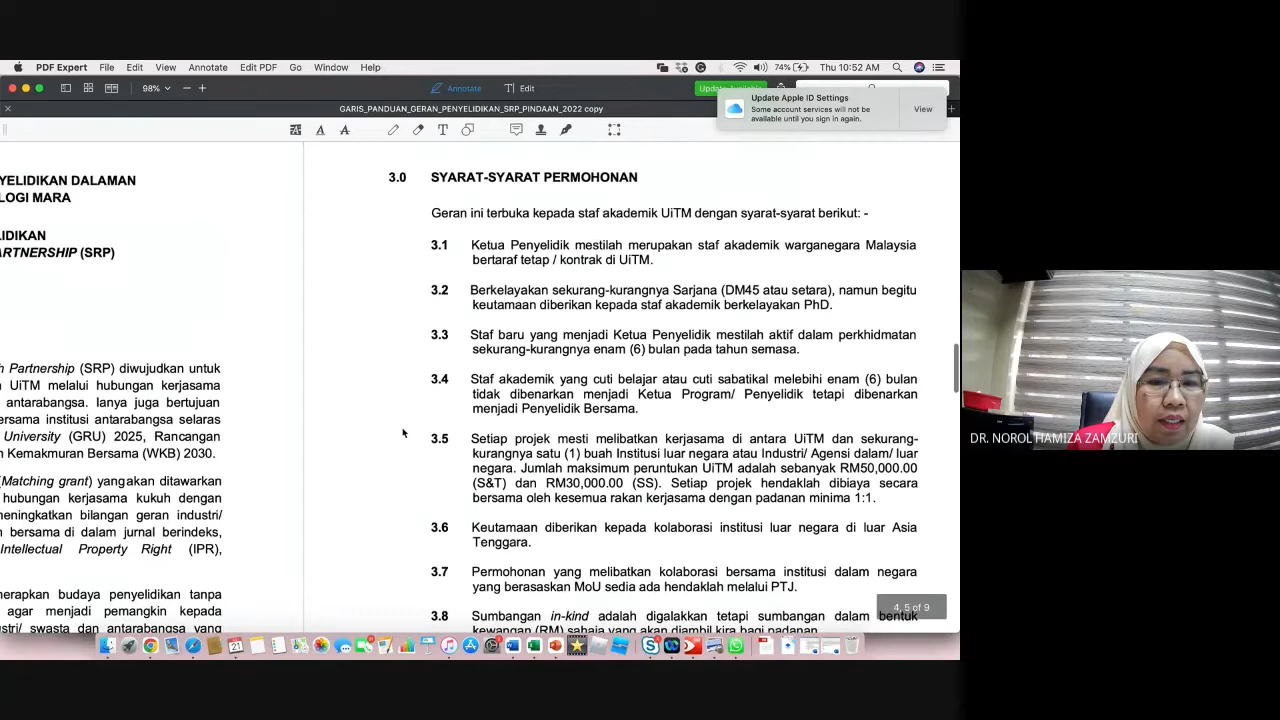 PDF Expert File Edit View Annotate Edit PDF Go Window Help 74% Thu 10:52 AM
98% Annotate Edit
Update Apple ID Settings
Some account services will not
be available until you sign in again.
View
GARIS_PANDUAN_GERAN_PENYELIDIKAN_SRP_PINDAAN_2022 copy
YELIDIKAN DALAMAN
LOGI MARA
LIDIKAN
ARTNERSHIP (SRP)
h Partnership (SRP) diwujudkan untuk
UiTM melalui hubungan kerjasama
antarabangsa. Ianya juga bertujuan
ersama institusi antarabangsa selaras
University (GRU) 2025, Rancangan
n Kemakmuran Bersama (WKB) 2030.
(Matching grant) yang akan ditawarkan
hubungan kerjasama kukuh dengan
meningkatkan bilangan geran industri/
n bersama di dalam jurnal berindeks,
Intellectual Property Right (IPR),
nerapkan budaya penyelidikan tanpa
agar menjadi pemangkin kepada
stri/ swasta dan antarabangsa yang
3.0 SYARAT-SYARAT PERMOHONAN
Geran ini terbuka kepada staf akademik UiTM dengan syarat-syarat berikut: -
3.1 Ketua Penyelidik mestilah merupakan staf akademik warganegara Malaysia
bertaraf tetap / kontrak di UiTM.
3.2 Berkelayakan sekurang-kurangnya Sarjana (DM45 atau setara), namun begitu
keutamaan diberikan kepada staf akademik berkelayakan PhD.
3.3 Staf baru yang menjadi Ketua Penyelidik mestilah aktif dalam perkhidmatan
sekurang-kurangnya enam (6) bulan pada tahun semasa.
3.4 Staf akademik yang cuti belajar atau cuti sabatikal melebihi enam (6) bulan
tidak dibenarkan menjadi Ketua Program/ Penyelidik tetapi dibenarkan
menjadi Penyelidik Bersama.
3.5 Setiap projek mesti melibatkan kerjasama di antara UiTM dan sekurang-
kurangnya satu (1) buah Institusi luar negara atau Industri/ Agensi dalam/ luar
negara. Jumlah maksimum peruntukan UiTM adalah sebanyak RM50,000.00
(S&T) dan RM30,000.00 (SS). Setiap projek hendaklah dibiaya secara
bersama oleh kesemua rakan kerjasama dengan padanan minima 1:1.
3.6 Keutamaan diberikan kepada kolaborasi institusi luar negara di luar Asia
Tenggara.
3.7 Permohonan yang melibatkan kolaborasi bersama institusi dalam negara
yang berasaskan MoU sedia ada hendaklah melalui PTJ.
3.8 Sumbangan in-kind adalah digalakkan tetapi sumbangan dalam bentuk
kewangan (RM) sahaja yang akan diambil kira bagi padanan.
4, 5 of 9
DR. NOROL HAMIZA ZAMZURI